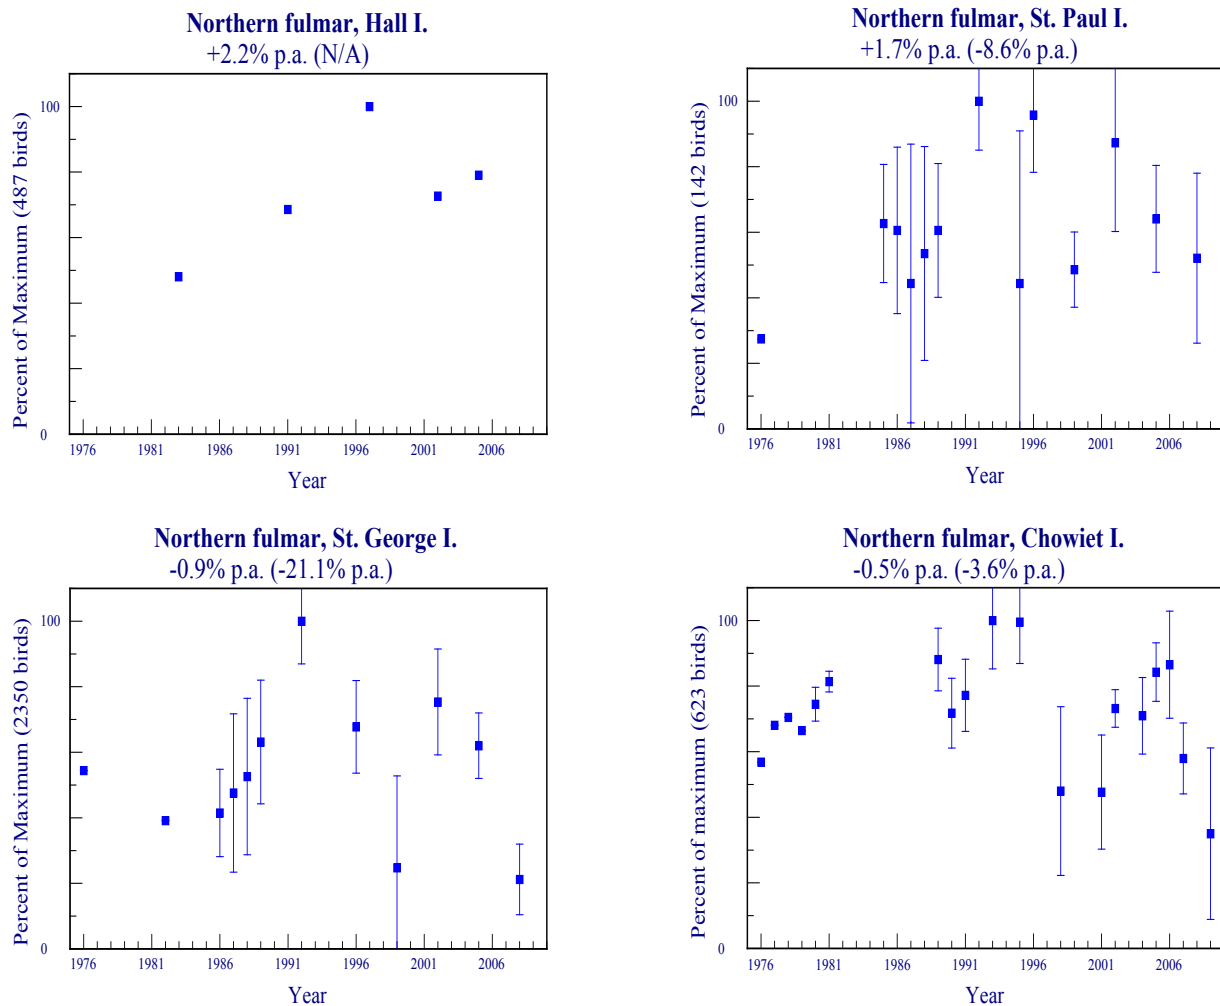 Northern fulmar, Hall I.
+2.2% p.a. (N/A)
Percent of Maximum (487 birds)
100
0
1976 1981 1986 1991 1996 2001 2006
Year
Northern fulmar, St. Paul I.
+1.7% p.a. (-8.6% p.a.)
Percent of Maximum (142 birds)
100
0
1976 1981 1986 1991 1996 2001 2006
Year
Northern fulmar, St. George I.
-0.9% p.a. (-21.1% p.a.)
Percent of Maximum (2350 birds)
100
0
1976 1981 1986 1991 1996 2001 2006
Year
Northern fulmar, Chowiet I.
-0.5% p.a. (-3.6% p.a.)
Percent of maximum (623 birds)
100
0
1976 1981 1986 1991 1996 2001 2006
Year